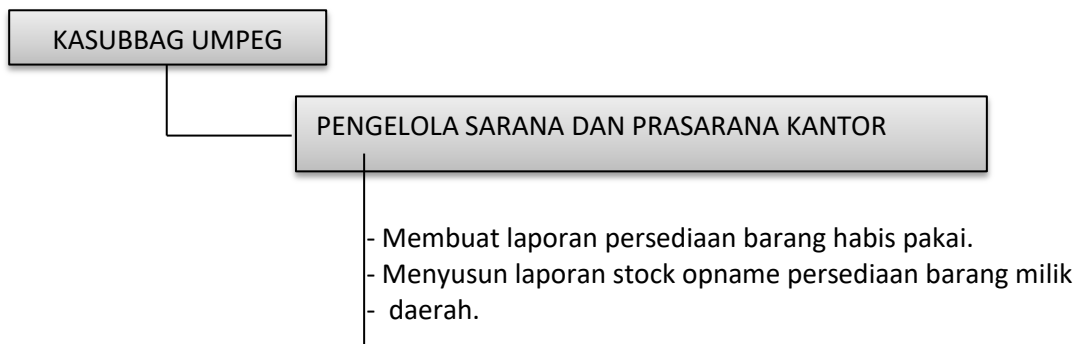 KASUBBAG UMPEG
PENGELOLA SARANA DAN PRASARANA KANTOR
- Membuat laporan persediaan barang habis pakai.
- Menyusun laporan stock opname persediaan barang milik
- daerah.